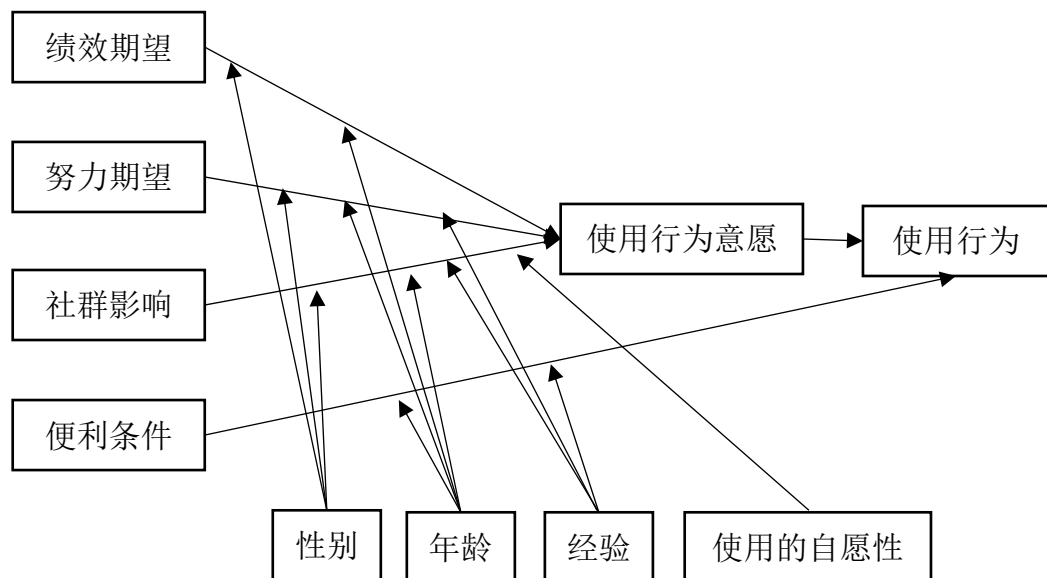 绩效期望
努力期望
使用行为意愿
使用行为
社群影响
便利条件
性别
年龄
经验
使用的自愿性